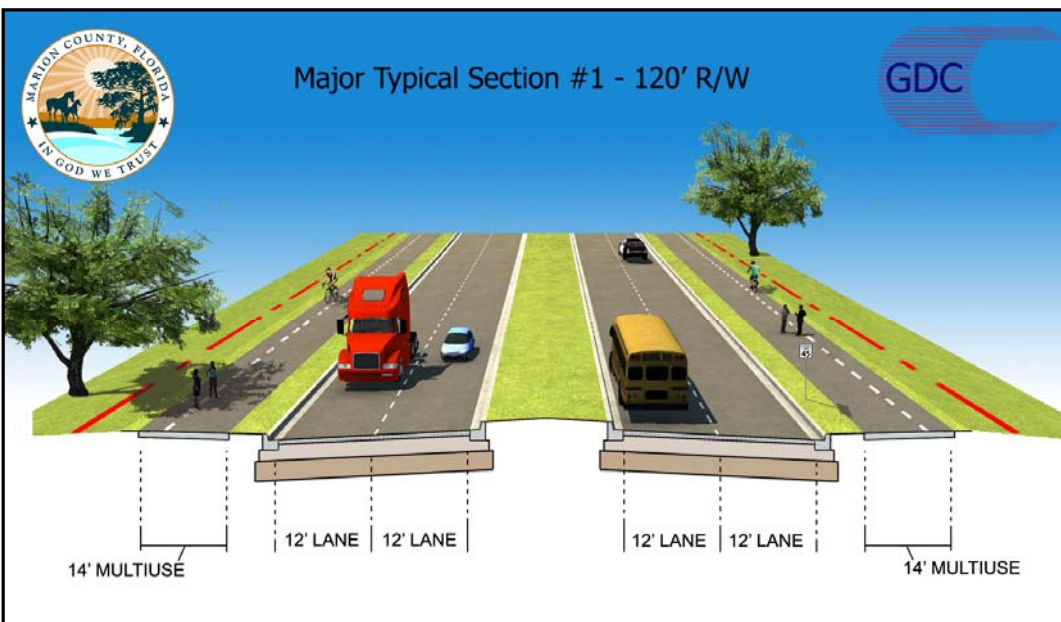 MARION COUNTY, FLORIDA
IN GOD WE TRUST
Major Typical Section #1 - 120' R/W
GDC
45
12' LANE
12' LANE
12' LANE
12' LANE
14' MULTIUSE
14' MULTIUSE